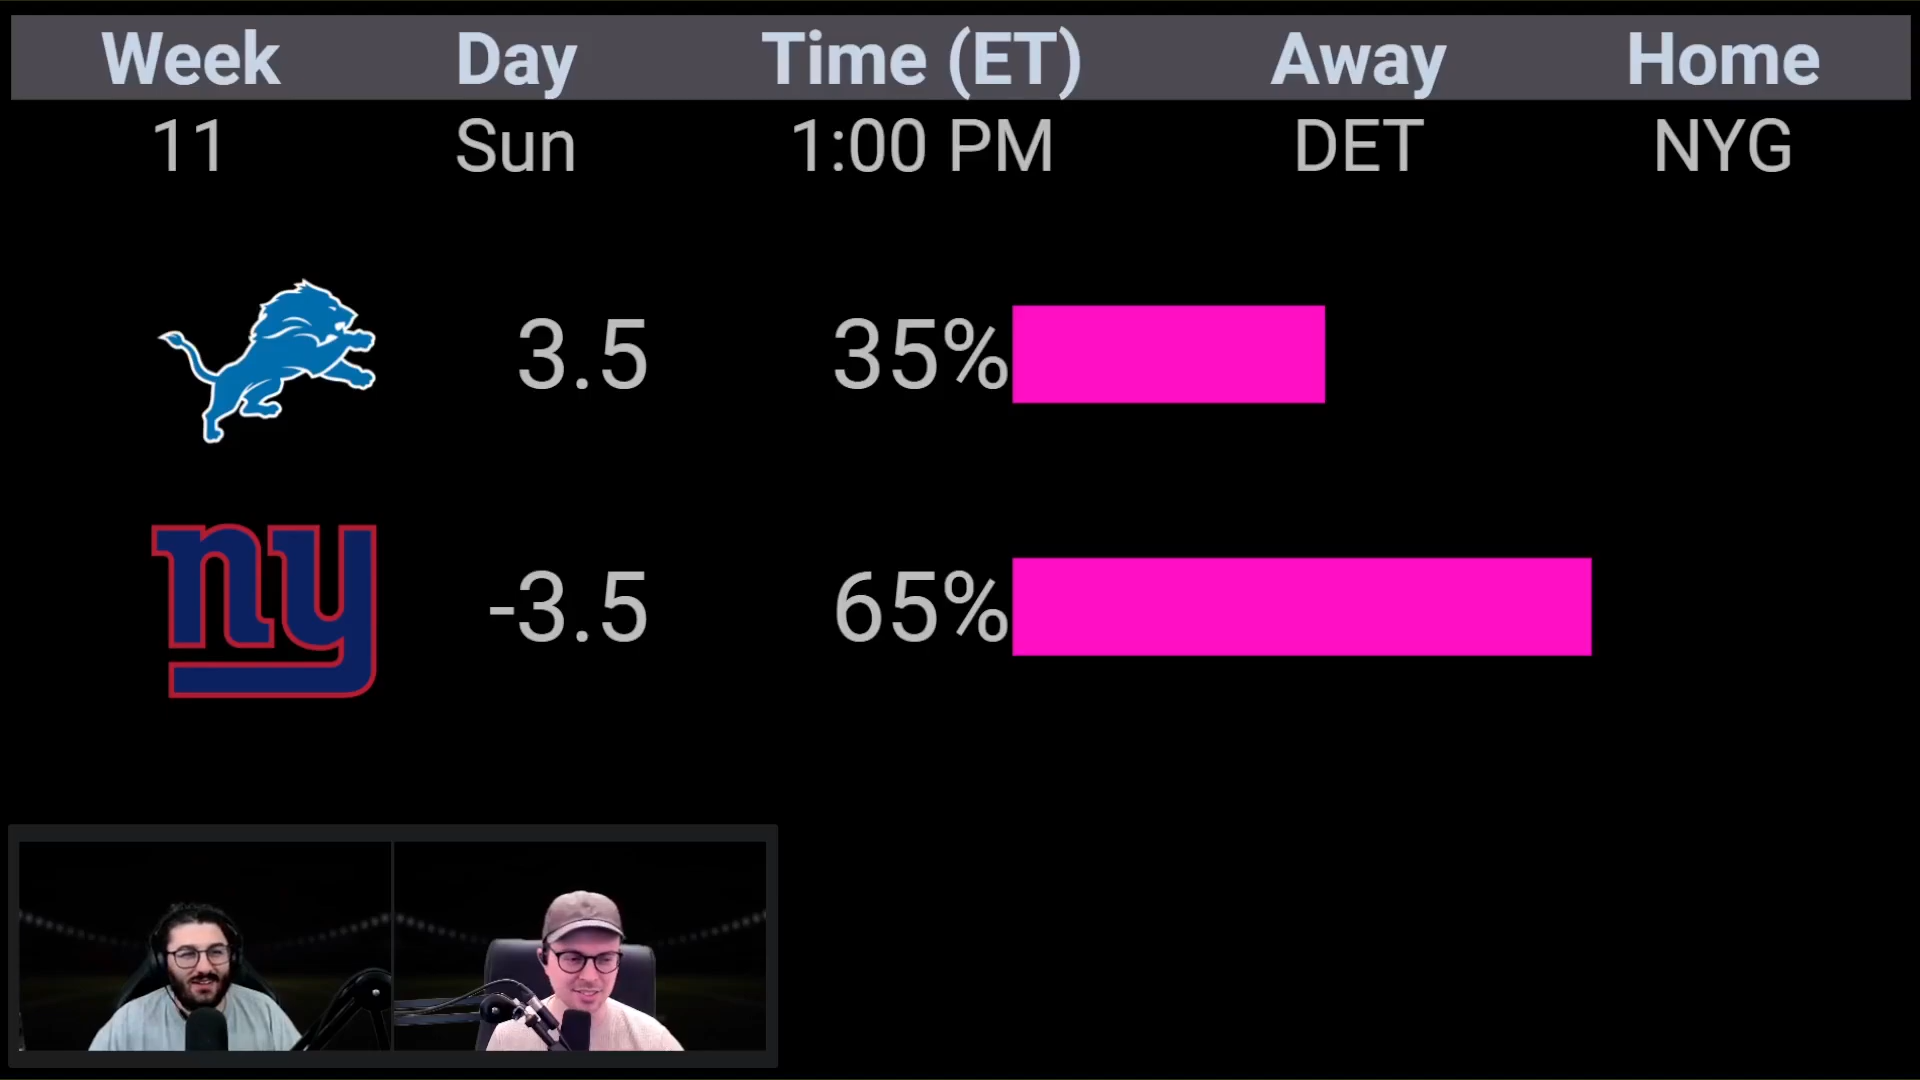 Week Day Time (ET) Away Home
11 Sun 1:00 PM DET NYG
3.5 35%
ny -3.5 65%